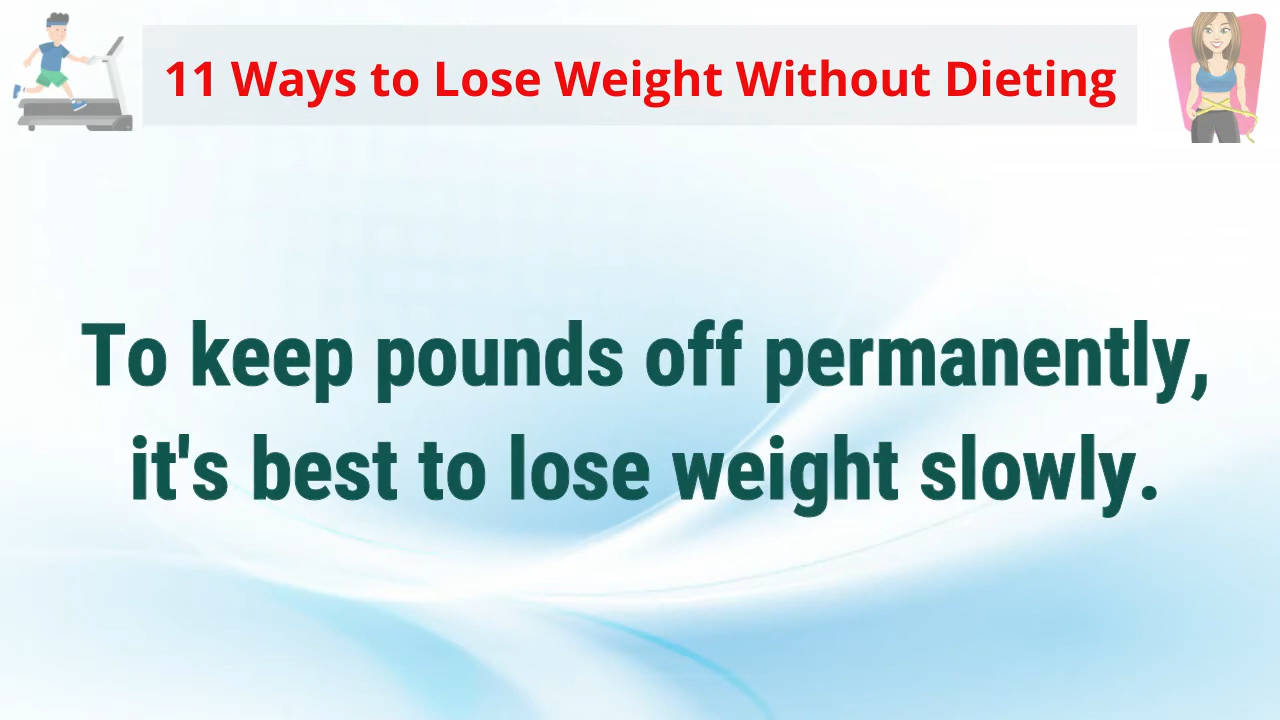 11 Ways to Lose Weight Without Dieting
To keep pounds off permanently,
it's best to lose weight slowly.